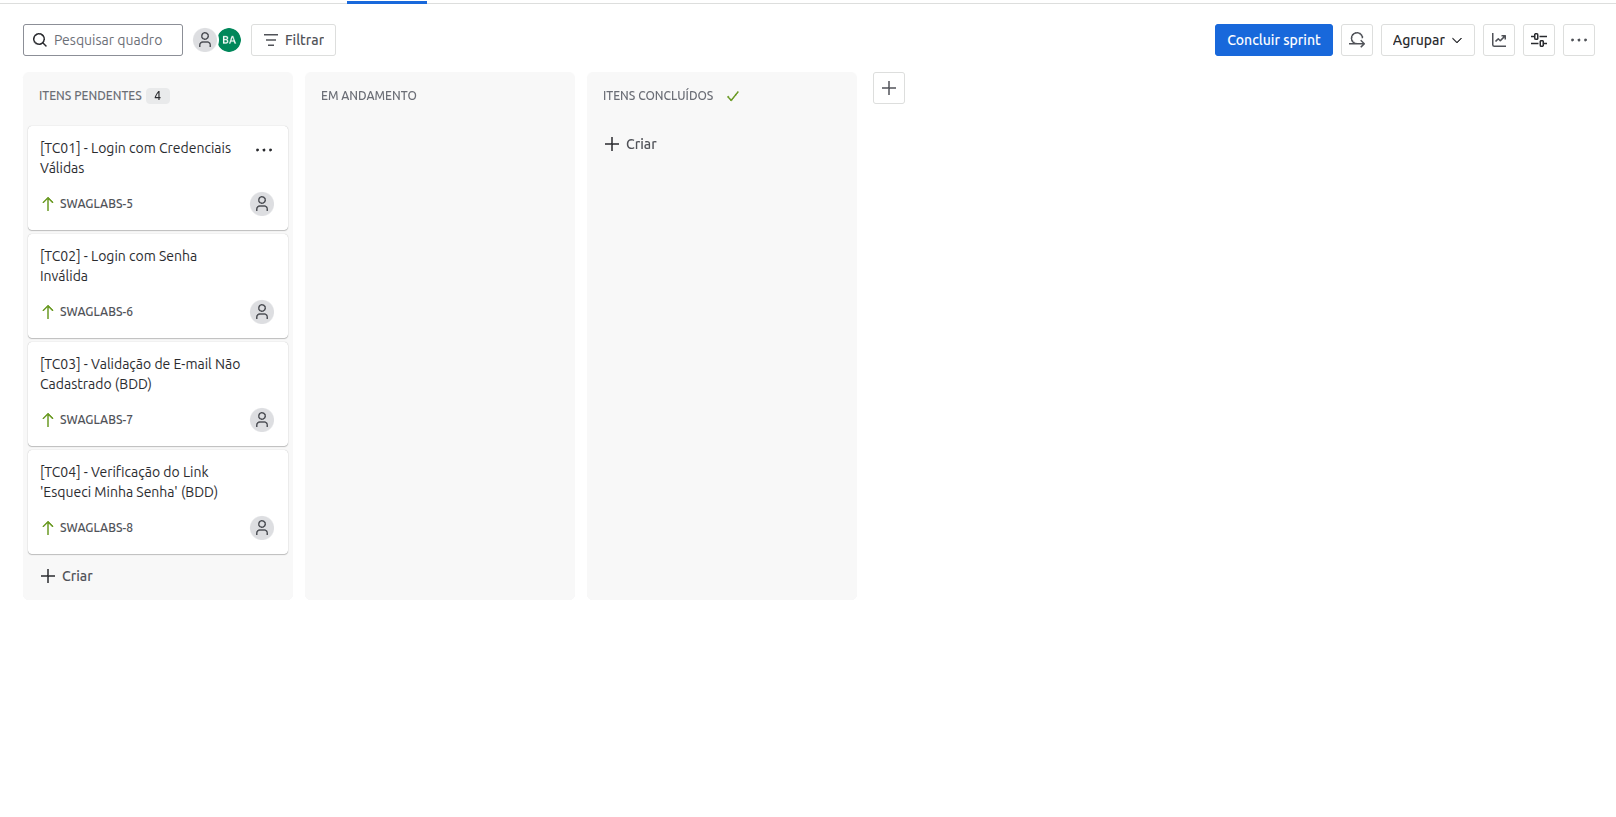 Pesquisar quadro
BA
Filtrar
Concluir sprint
Agrupar
ITENS PENDENTES 4
[TC01] - Login com Credenciais
Válidas
SWAGLABS-5
[TC02] - Login com Senha
Inválida
SWAGLABS-6
[TC03] - Validação de E-mail Não
Cadastrado (BDD)
SWAGLABS-7
[TC04] - Verificação do Link
'Esqueci Minha Senha' (BDD)
SWAGLABS-8
Criar
EM ANDAMENTO
ITENS CONCLUÍDOS
Criar